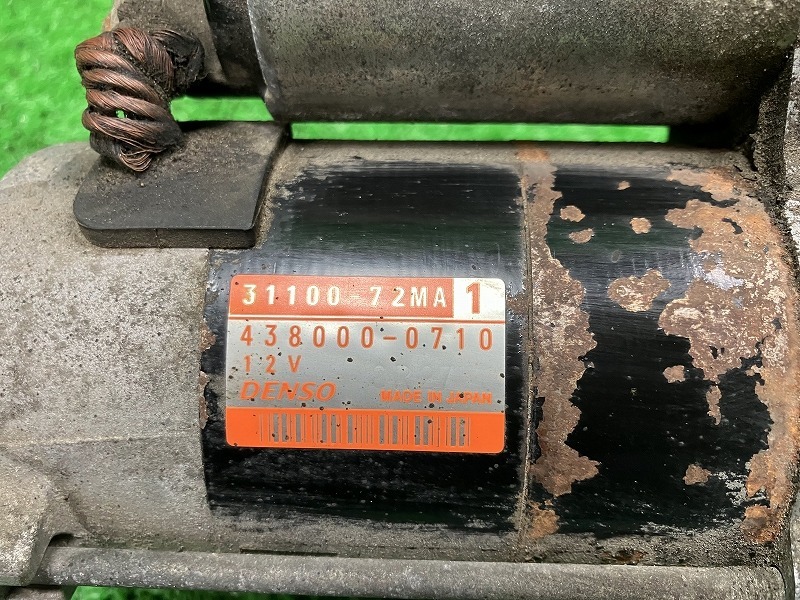 31100-72MA 1
438000-0710
12V
DENSO MADE IN JAPAN